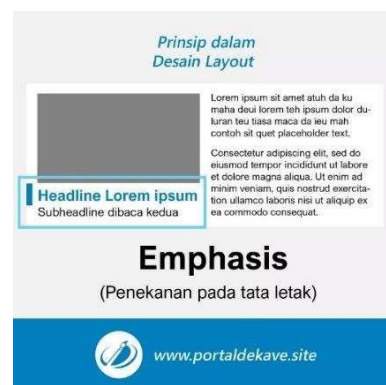 Prinsip dalam
Desain Layout
Lorem ipsum sit amet atuh da ku
maha deui lorem teh ipsum dolor du-
luran teu tiasa maca da ieu mah
contoh sit quet placeholder text.
Consectetur adipiscing elit, sed do
eiusmod tempor incididunt ut labore
et dolore magna aliqua. Ut enim ad
minim veniam, quis nostrud exercita-
tion ullamco laboris nisi ut aliquip ex
ea commodo consequat.
Headline Lorem ipsum
Subheadline dibaca kedua
Emphasis
(Penekanan pada tata letak)
www.portaldekave.site